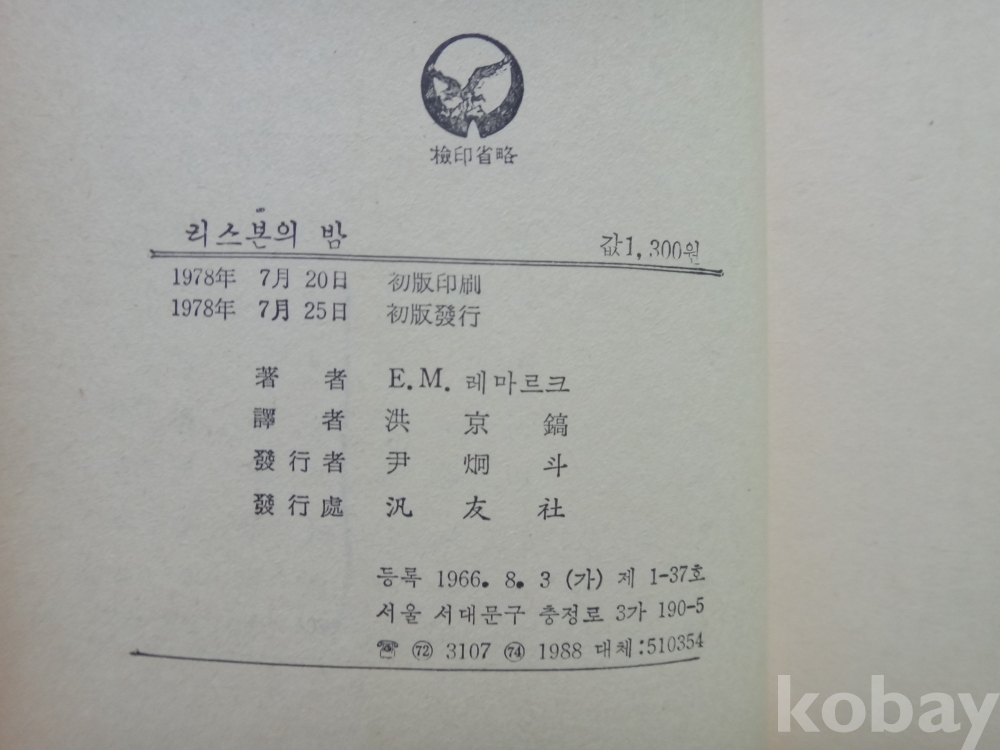 檢印省略
리스본의 밤 값1,300원
1978年 7月 20日 初版印刷
1978年 7月 25日 初版發行
著者 E.M. 레마르크
譯者 洪京鎬
發行者 尹炯斗
發行處 汎友社
등록 1966. 8. 3 (가) 제 1-37호
서울 서대문구 충정로 3가 190-5
☎ ㊲ 3107 74 1988 대체:510354
kobay